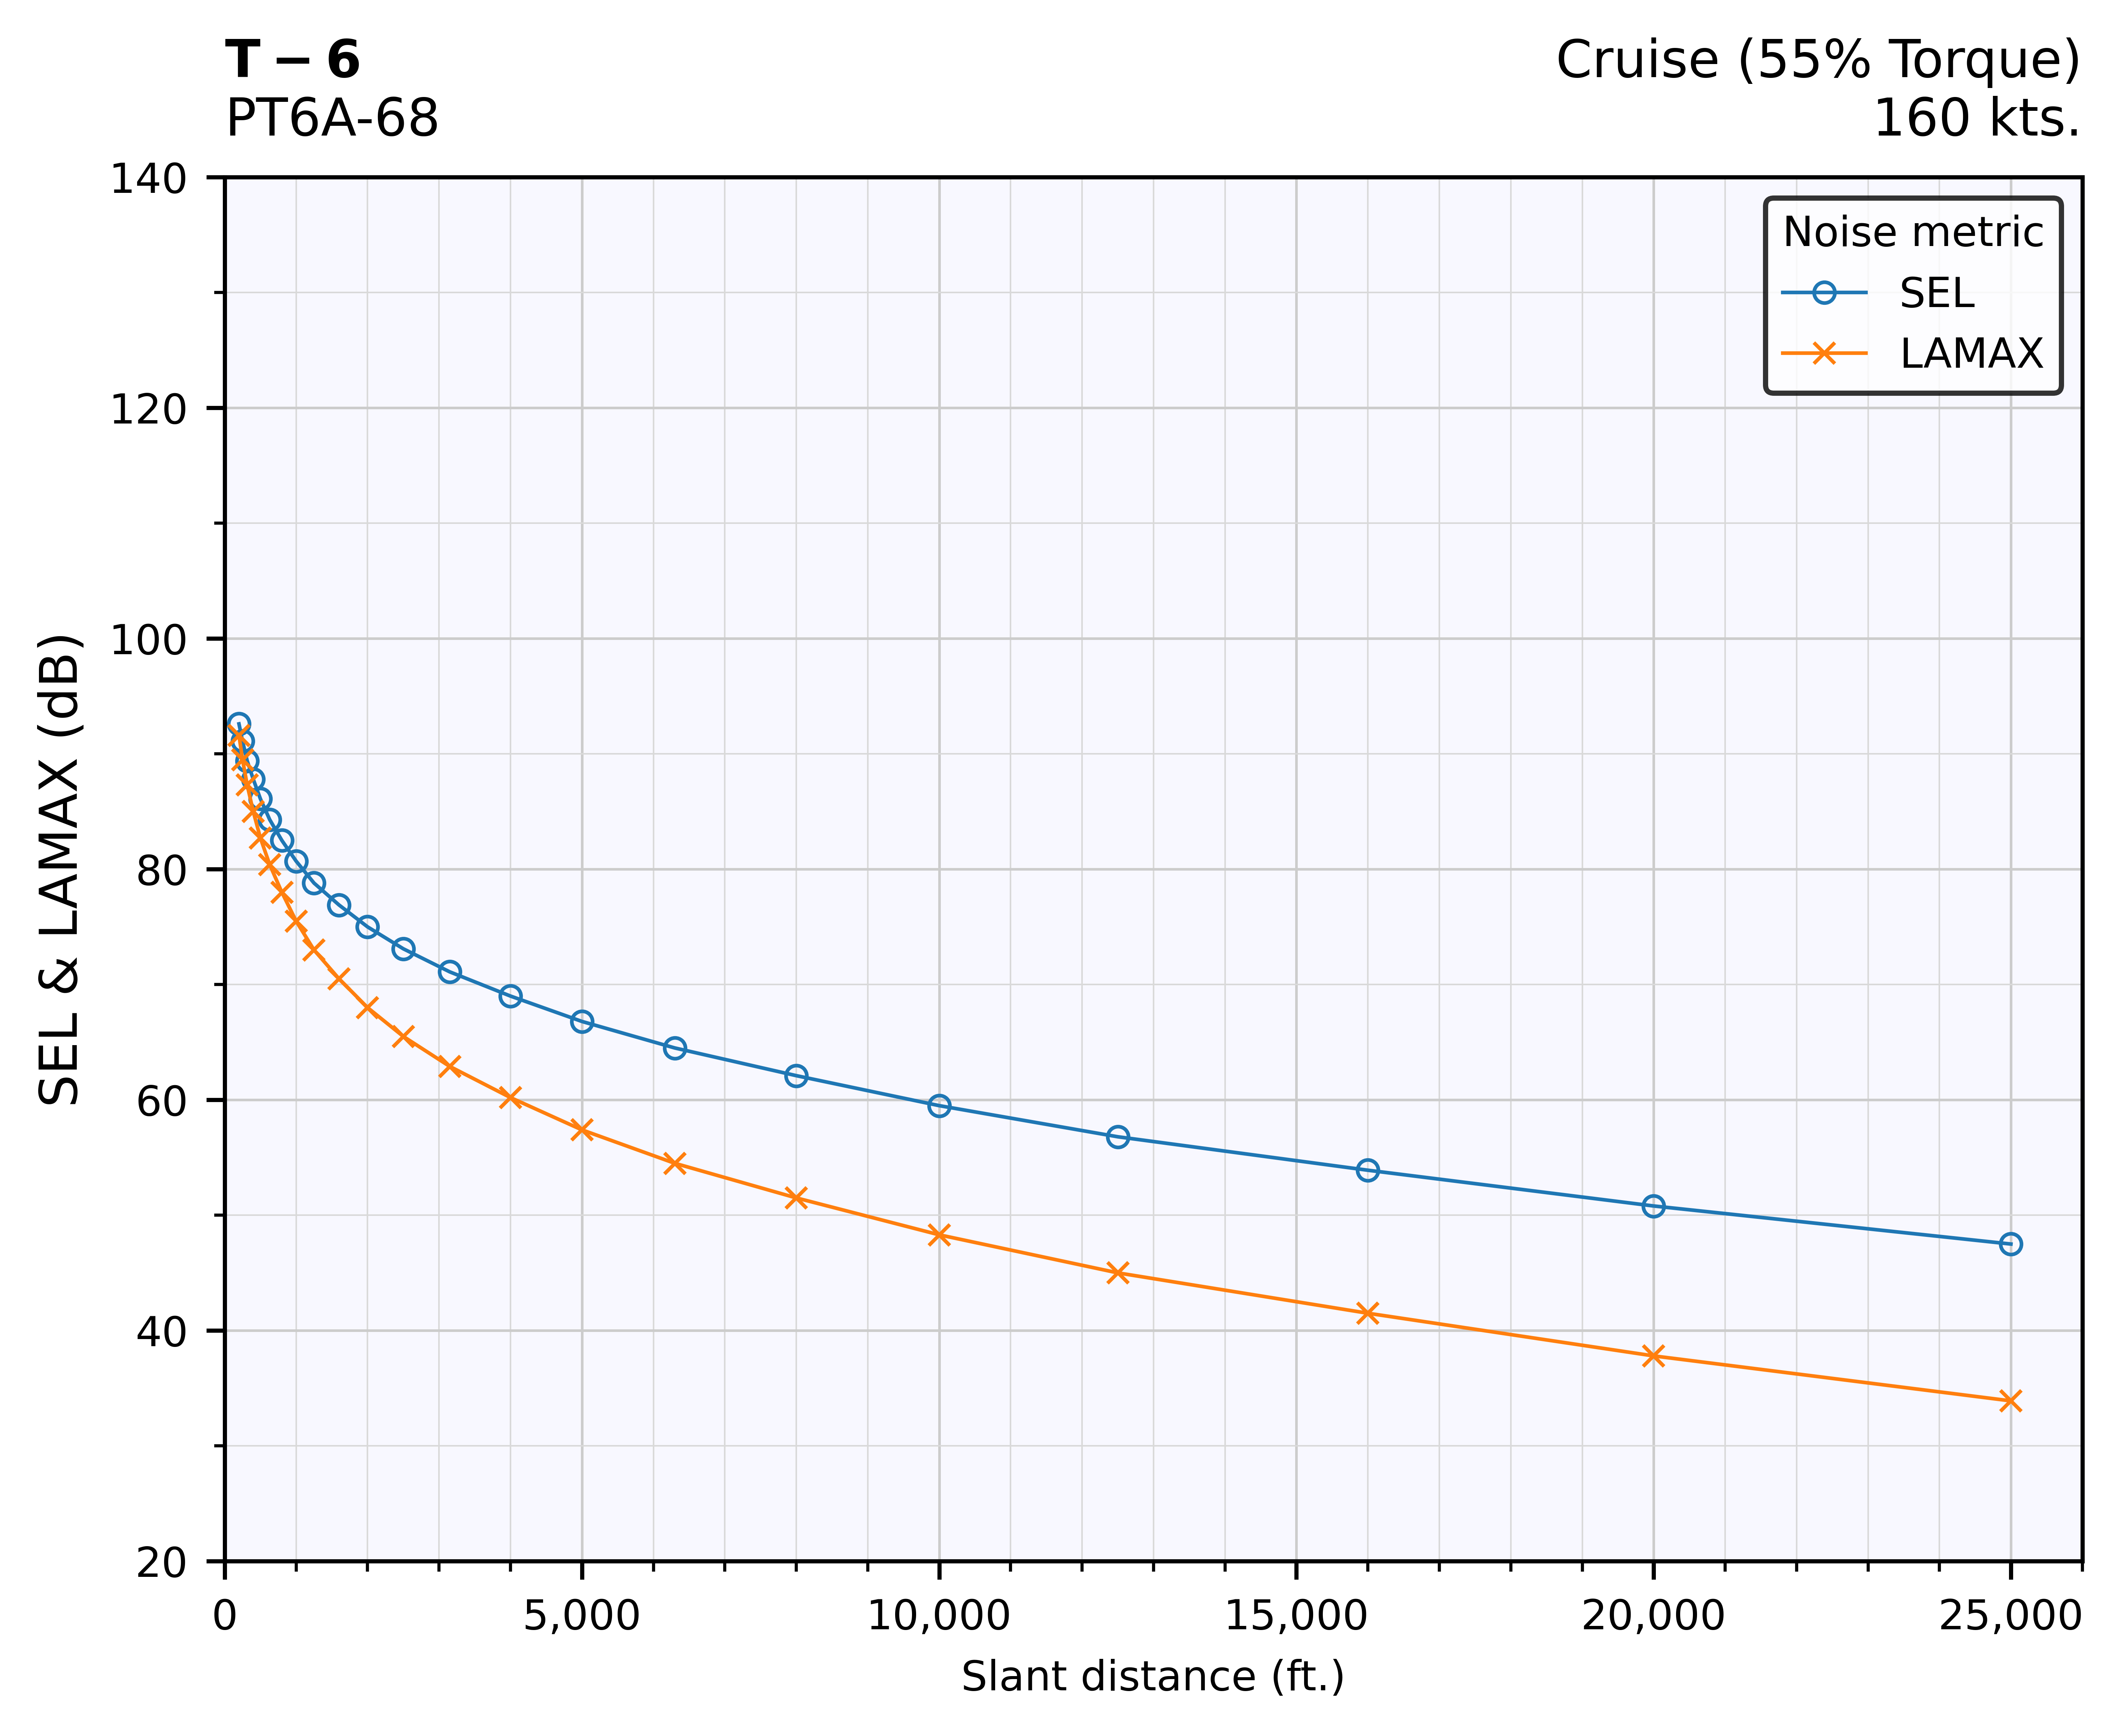 T − 6
PT6A-68
Cruise (55% Torque)
160 kts.
Noise metric
SEL
LAMAX
SEL & LAMAX (dB)
140
120
100
80
60
40
20
0
5,000
10,000
15,000
20,000
25,000
Slant distance (ft.)